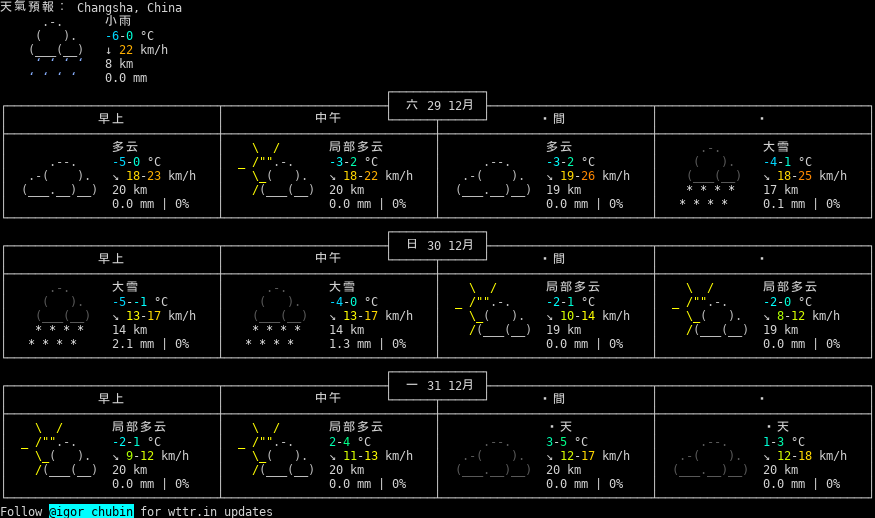 天氣預報： Changsha, China
小雨
-6-0 °C
↓ 22 km/h
8 km
0.0 mm
六 29 12月
早上 中午 ·間 ·
多云 局部多云 多云 大雪
-5-0 °C -3-2 °C -3-2 °C -4-1 °C
↘ 18-23 km/h ↘ 18-22 km/h ↘ 19-26 km/h ↘ 18-25 km/h
20 km 20 km 19 km 17 km
0.0 mm | 0% 0.0 mm | 0% 0.0 mm | 0% 0.1 mm | 0%
日 30 12月
早上 中午 ·間 ·
大雪 大雪 局部多云 局部多云
-5--1 °C -4-0 °C -2-1 °C -2-0 °C
↘ 13-17 km/h ↘ 13-17 km/h ↘ 10-14 km/h ↘ 8-12 km/h
14 km 14 km 19 km 19 km
2.1 mm | 0% 1.3 mm | 0% 0.0 mm | 0% 0.0 mm | 0%
一 31 12月
早上 中午 ·間 ·
局部多云 局部多云 ·天 ·天
-2-1 °C 2-4 °C 3-5 °C 1-3 °C
↘ 9-12 km/h ↘ 11-13 km/h ↘ 12-17 km/h ↘ 12-18 km/h
20 km 20 km 20 km 20 km
0.0 mm | 0% 0.0 mm | 0% 0.0 mm | 0% 0.0 mm | 0%
Follow @igor_chubin for wttr.in updates